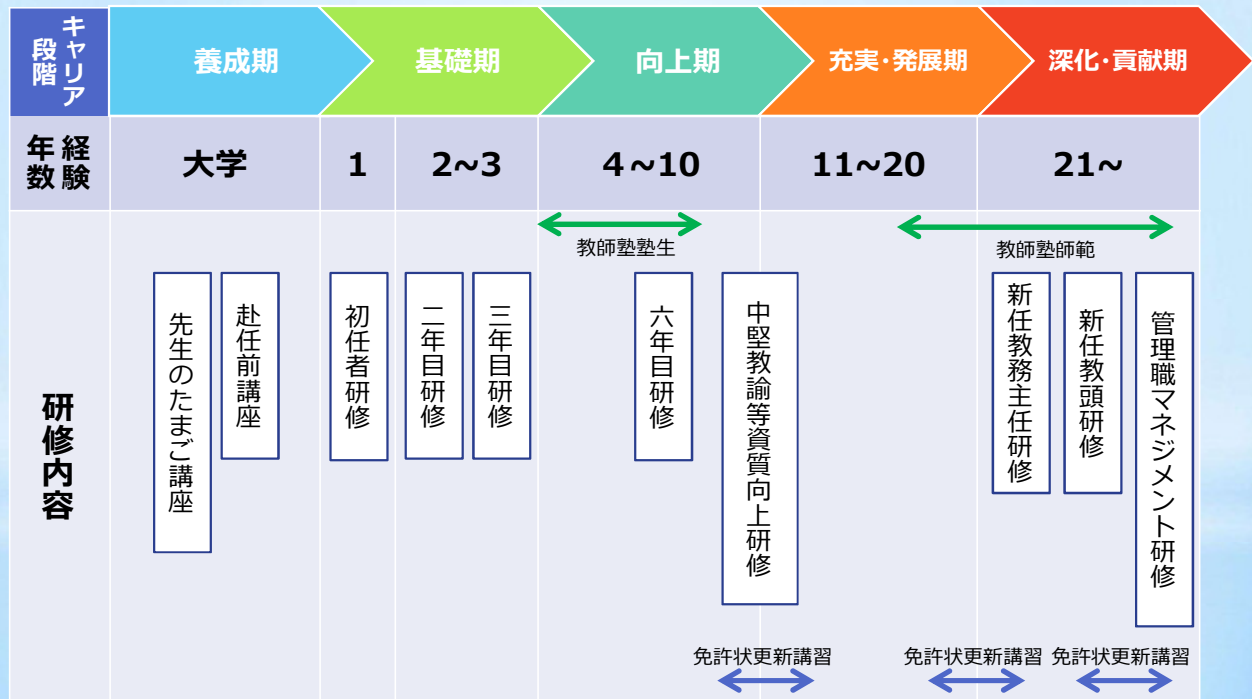 キャリア
段階
養成期
基礎期
向上期
充実・発展期
深化・貢献期
経験
年数
大学
1
2~3
4~10
11~20
21~
研修内容
教師塾塾生
教師塾師範
先生のたまご講座
赴任前講座
初任者研修
二年目研修
三年目研修
六年目研修
中堅教諭等資質向上研修
新任教務主任研修
新任教頭研修
管理職マネジメント研修
免許状更新講習
免許状更新講習
免許状更新講習